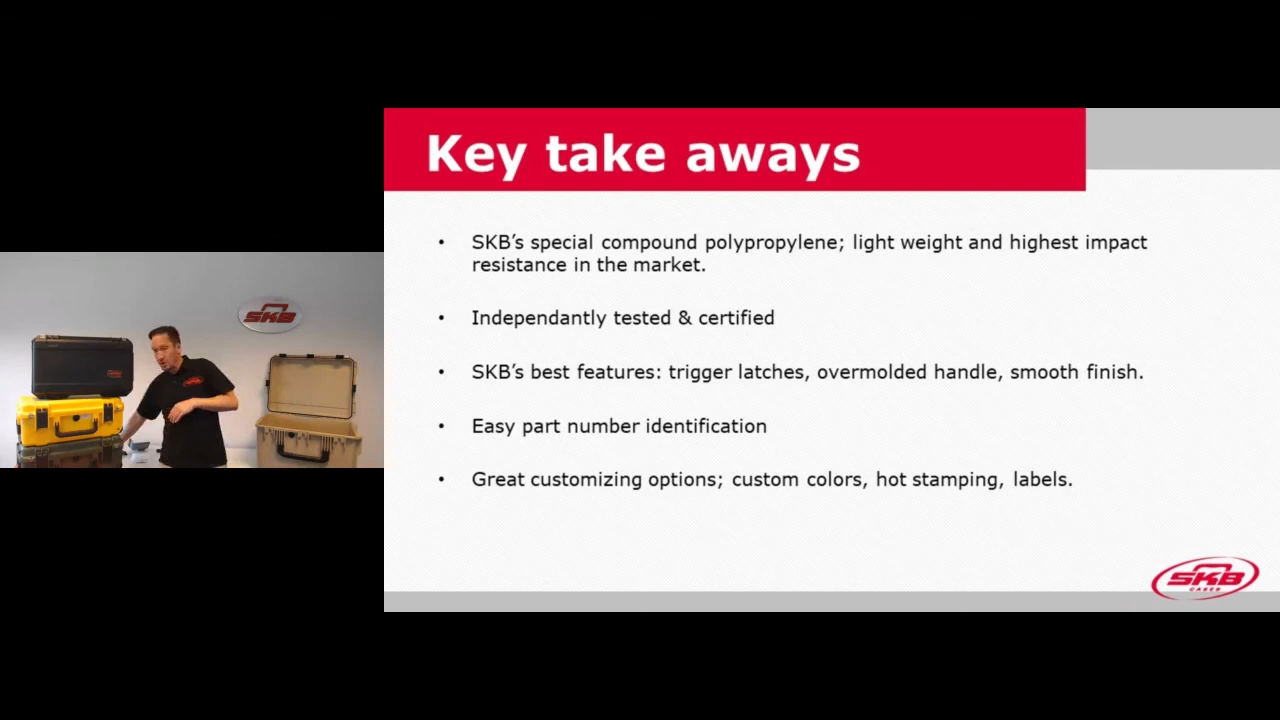 Key take aways
• SKB's special compound polypropylene; light weight and highest impact
resistance in the market.
• Independantly tested & certified
• SKB's best features: trigger latches, overmolded handle, smooth finish.
• Easy part number identification
• Great customizing options; custom colors, hot stamping, labels.
SKB
SKB
CASES